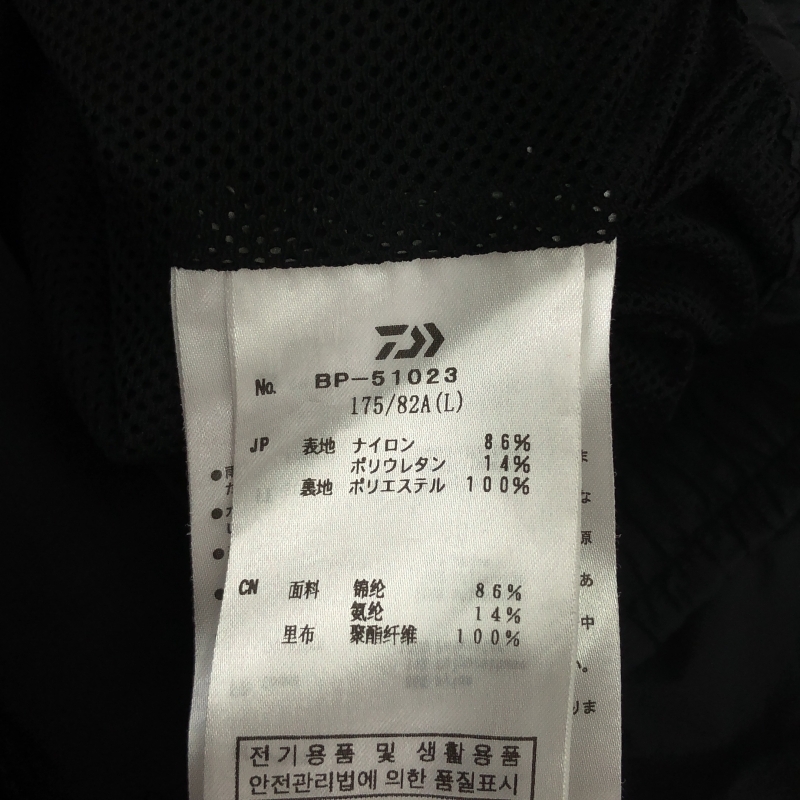 No. BP-51023
175/82A(L)
JP 表地 ナイロン 86%
ポリウレタン 14%
裏地 ポリエステル 100%
CN 面料 锦纶 86%
氨纶 14%
里布 聚酯纤维 100%
전기용품 및 생활용품
안전관리법에 의한 품질표시